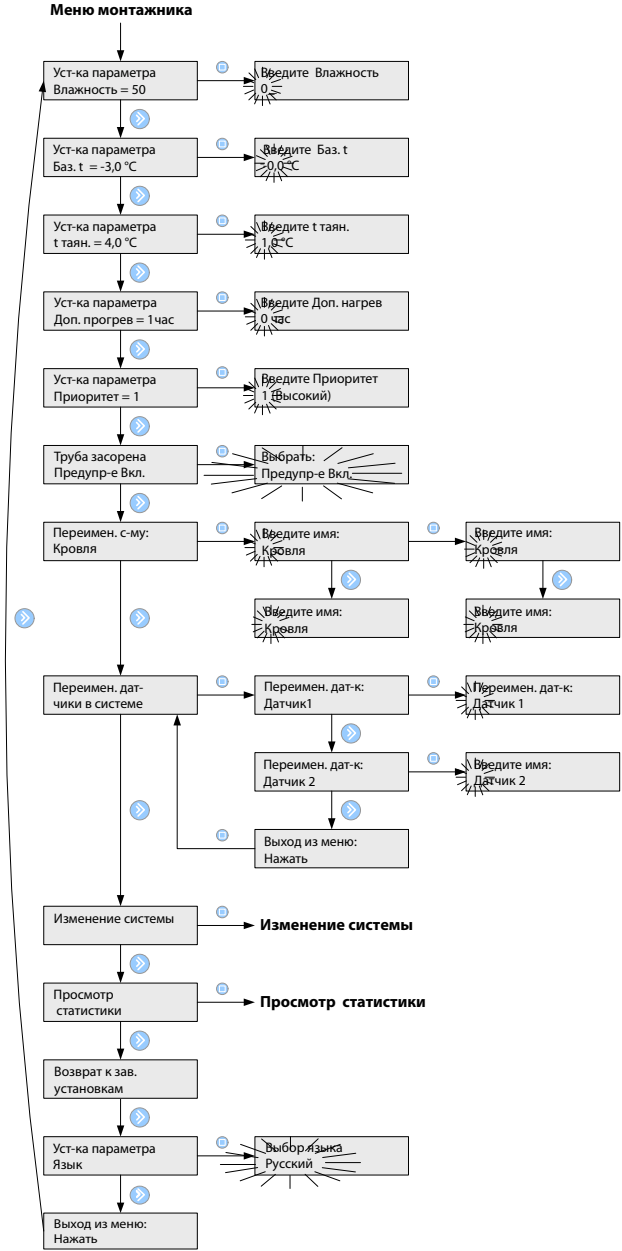 Меню монтажника
Уст-ка параметра
Влажность = 50
Введите Влажность
0
Уст-ка параметра
Баз. t = -3,0 °C
Введите Баз. t
-0,0 °C
Уст-ка параметра
t таян. = 4,0 °C
Введите t таян.
1,0 °C
Уст-ка параметра
Доп. прогрев = 1час
Введите Доп. нагрев
0 час
Уст-ка параметра
Приоритет = 1
Введите Приоритет
1 (Высокий)
Труба засорена
Предупр-е Вкл.
Выбрать:
Предупр-е Вкл.
Переимен. с-му:
Кровля
Введите имя:
Кровля
Введите имя:
Кровля
Введите имя:
Кровля
Введите имя:
Кровля
Переимен. дат-
чики в системе
Переимен. дат-к:
Датчик1
Переимен. дат-к:
Датчик 1
Переимен. дат-к:
Датчик 2
Введите имя:
Датчик 2
Выход из меню:
Нажать
Изменение системы
Изменение системы
Просмотр
статистики
Просмотр статистики
Возврат к зав.
установкам
Уст-ка параметра
Язык
Выбор языка
Русский
Выход из меню:
Нажать